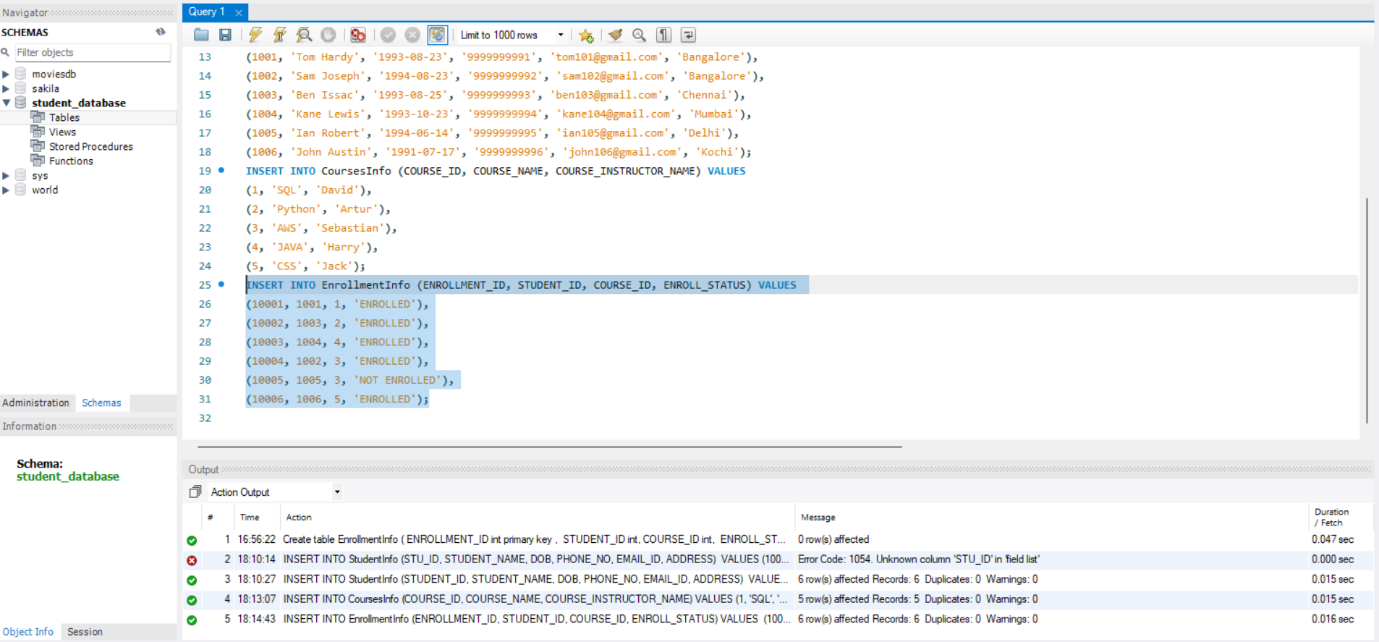 Navigator
SCHEMAS
Filter objects
moviesdb
sakila
student_database
Tables
Views
Stored Procedures
Functions
sys
world
Administration Schemas
Information
Schema:
student_database
Object Info Session
Query 1
Limit to 1000 rows
13 (1001, 'Tom Hardy', '1993-08-23', '9999999991', 'tom101@gmail.com', 'Bangalore'),
14 (1002, 'Sam Joseph', '1994-08-23', '9999999992', 'sam102@gmail.com', 'Bangalore'),
15 (1003, 'Ben Issac', '1993-08-25', '9999999993', 'ben103@gmail.com', 'Chennai'),
16 (1004, 'Kane Lewis', '1993-10-23', '9999999994', 'kane104@gmail.com', 'Mumbai'),
17 (1005, 'Ian Robert', '1994-06-14', '9999999995', 'ian105@gmail.com', 'Delhi'),
18 (1006, 'John Austin', '1991-07-17', '9999999996', 'john106@gmail.com', 'Kochi');
19 INSERT INTO CoursesInfo (COURSE_ID, COURSE_NAME, COURSE_INSTRUCTOR_NAME) VALUES
20 (1, 'SQL', 'David'),
21 (2, 'Python', 'Artur'),
22 (3, 'AWS', 'Sebastian'),
23 (4, 'JAVA', 'Harry'),
24 (5, 'CSS', 'Jack');
25 INSERT INTO EnrollmentInfo (ENROLLMENT_ID, STUDENT_ID, COURSE_ID, ENROLL_STATUS) VALUES
26 (10001, 1001, 1, 'ENROLLED'),
27 (10002, 1003, 2, 'ENROLLED'),
28 (10003, 1004, 4, 'ENROLLED'),
29 (10004, 1002, 3, 'ENROLLED'),
30 (10005, 1005, 3, 'NOT ENROLLED'),
31 (10006, 1006, 5, 'ENROLLED');
32
Output
Action Output
# Time Action Message Duration / Fetch
1 16:56:22 Create table EnrollmentInfo ( ENROLLMENT_ID int primary key , STUDENT_ID int, COURSE_ID int, ENROLL_ST... 0 row(s) affected 0.047 sec
2 18:10:14 INSERT INTO StudentInfo (STU_ID, STUDENT_NAME, DOB, PHONE_NO, EMAIL_ID, ADDRESS) VALUES (100... Error Code: 1054. Unknown column 'STU_ID' in 'field list' 0.000 sec
3 18:10:27 INSERT INTO StudentInfo (STUDENT_ID, STUDENT_NAME, DOB, PHONE_NO, EMAIL_ID, ADDRESS) VALUE... 6 row(s) affected Records: 6 Duplicates: 0 Warnings: 0 0.015 sec
4 18:13:07 INSERT INTO CoursesInfo (COURSE_ID, COURSE_NAME, COURSE_INSTRUCTOR_NAME) VALUES (1, 'SQL', '... 5 row(s) affected Records: 5 Duplicates: 0 Warnings: 0 0.015 sec
5 18:14:43 INSERT INTO EnrollmentInfo (ENROLLMENT_ID, STUDENT_ID, COURSE_ID, ENROLL_STATUS) VALUES (100... 6 row(s) affected Records: 6 Duplicates: 0 Warnings: 0 0.016 sec